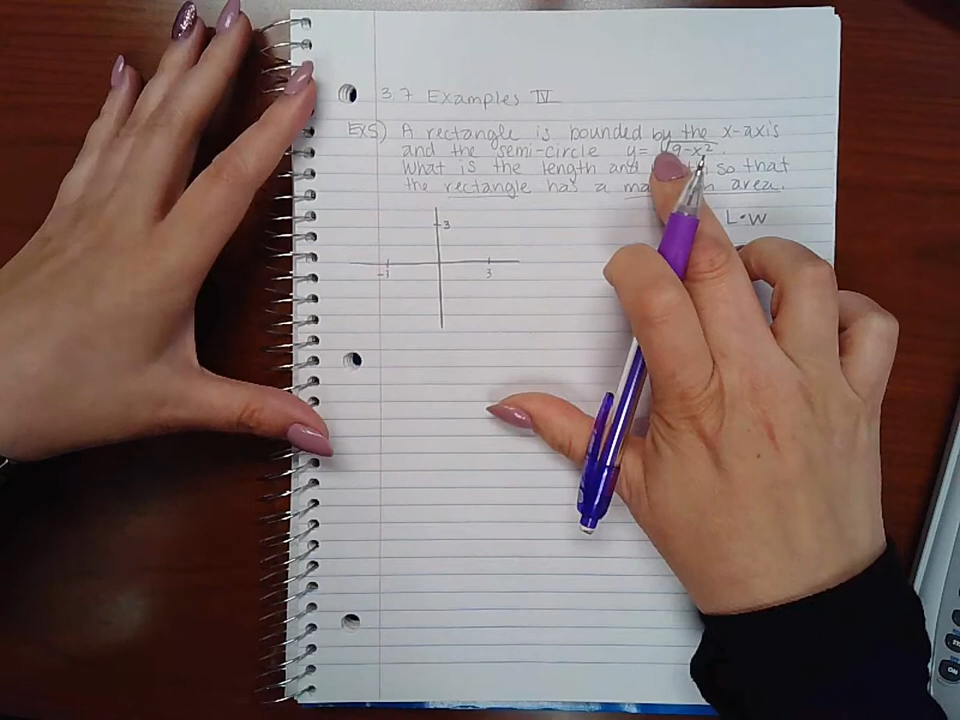 3.7 Examples IV
Ex5) A rectangle is bounded by the x-axis
and the semi-circle y= √9-x²
What is the length and so that
the rectangle has a area.
L•W
3
-3 3
ON